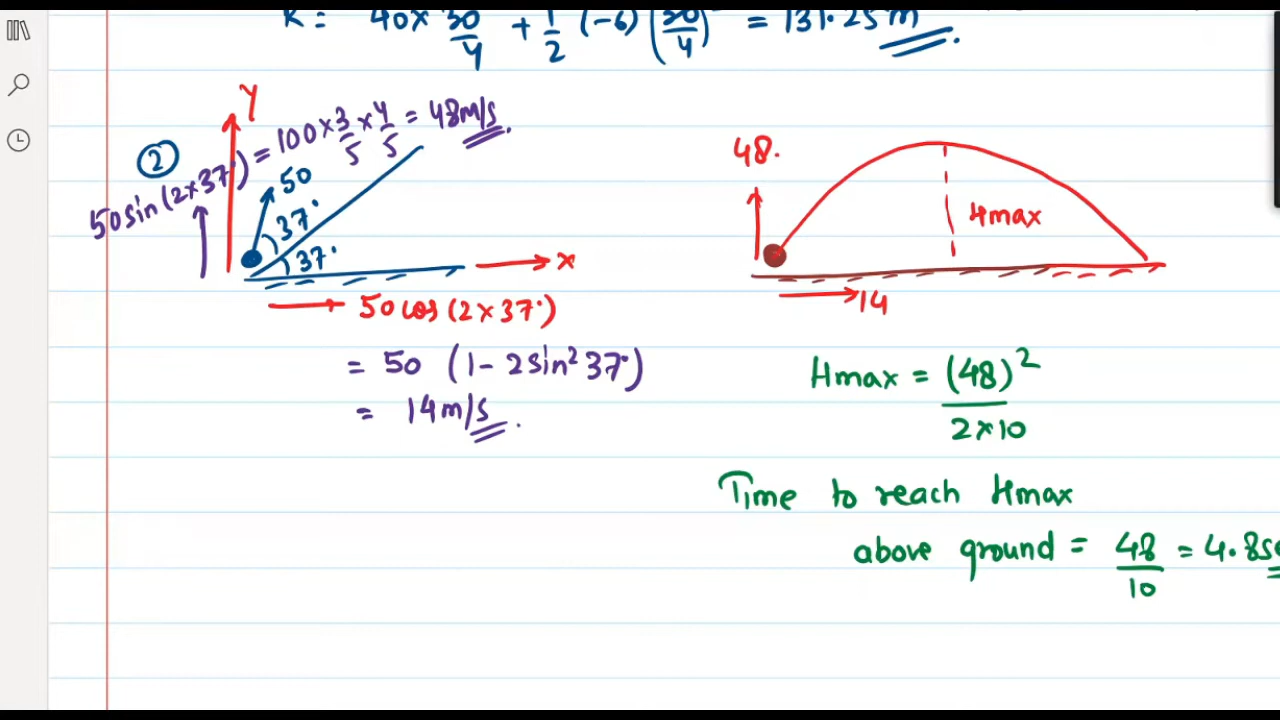 R = 40 × 30/4 + 1/2 (-6) (30/4) = 131.25 m
Y
② 50 sin (2×37°) = 100 × 3/5 × 4/5 = 48 m/s.
50
37°
37°
x
50 cos (2×37°)
= 50 (1 - 2 sin² 37°)
= 14 m/s.
48.
Hmax
14
Hmax = (48)²/2×10
Time to reach Hmax
above ground = 48/10 = 4.8